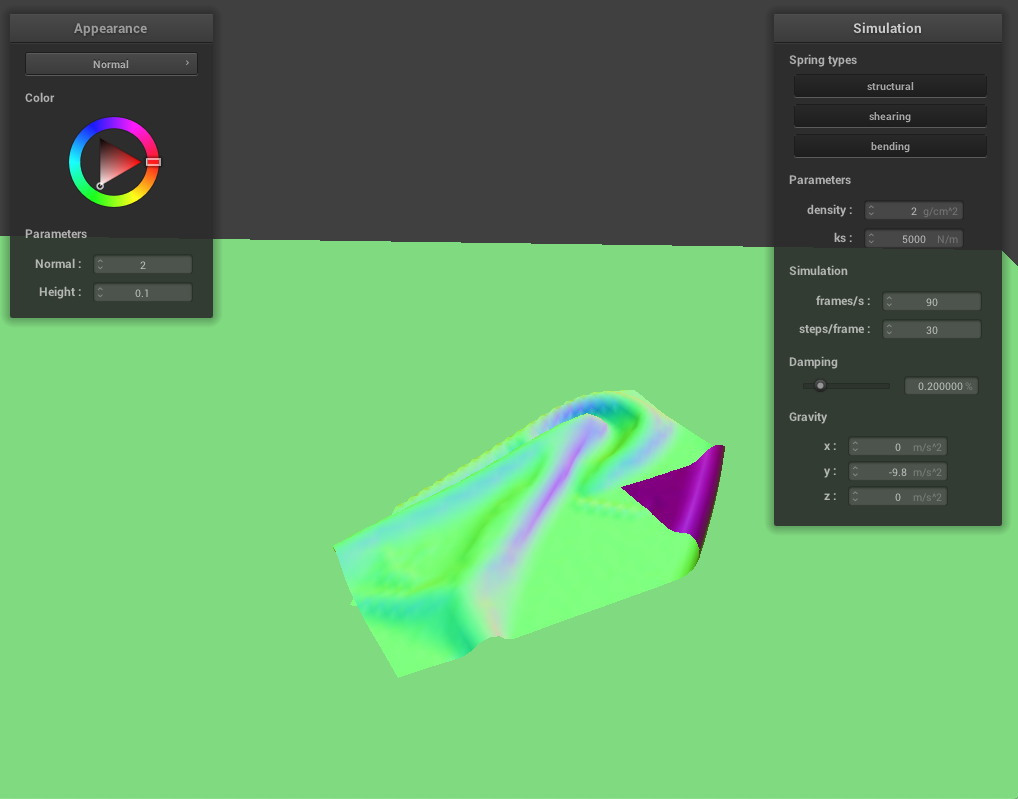 Appearance
Normal
Color
Parameters
Normal : 2
Height : 0.1
Simulation
Spring types
structural
shearing
bending
Parameters
density : 2 g/cm^2
ks : 5000 N/m
Simulation
frames/s : 90
steps/frame : 30
Damping
0.200000 %
Gravity
x : 0 m/s^2
y : -9.8 m/s^2
z : 0 m/s^2